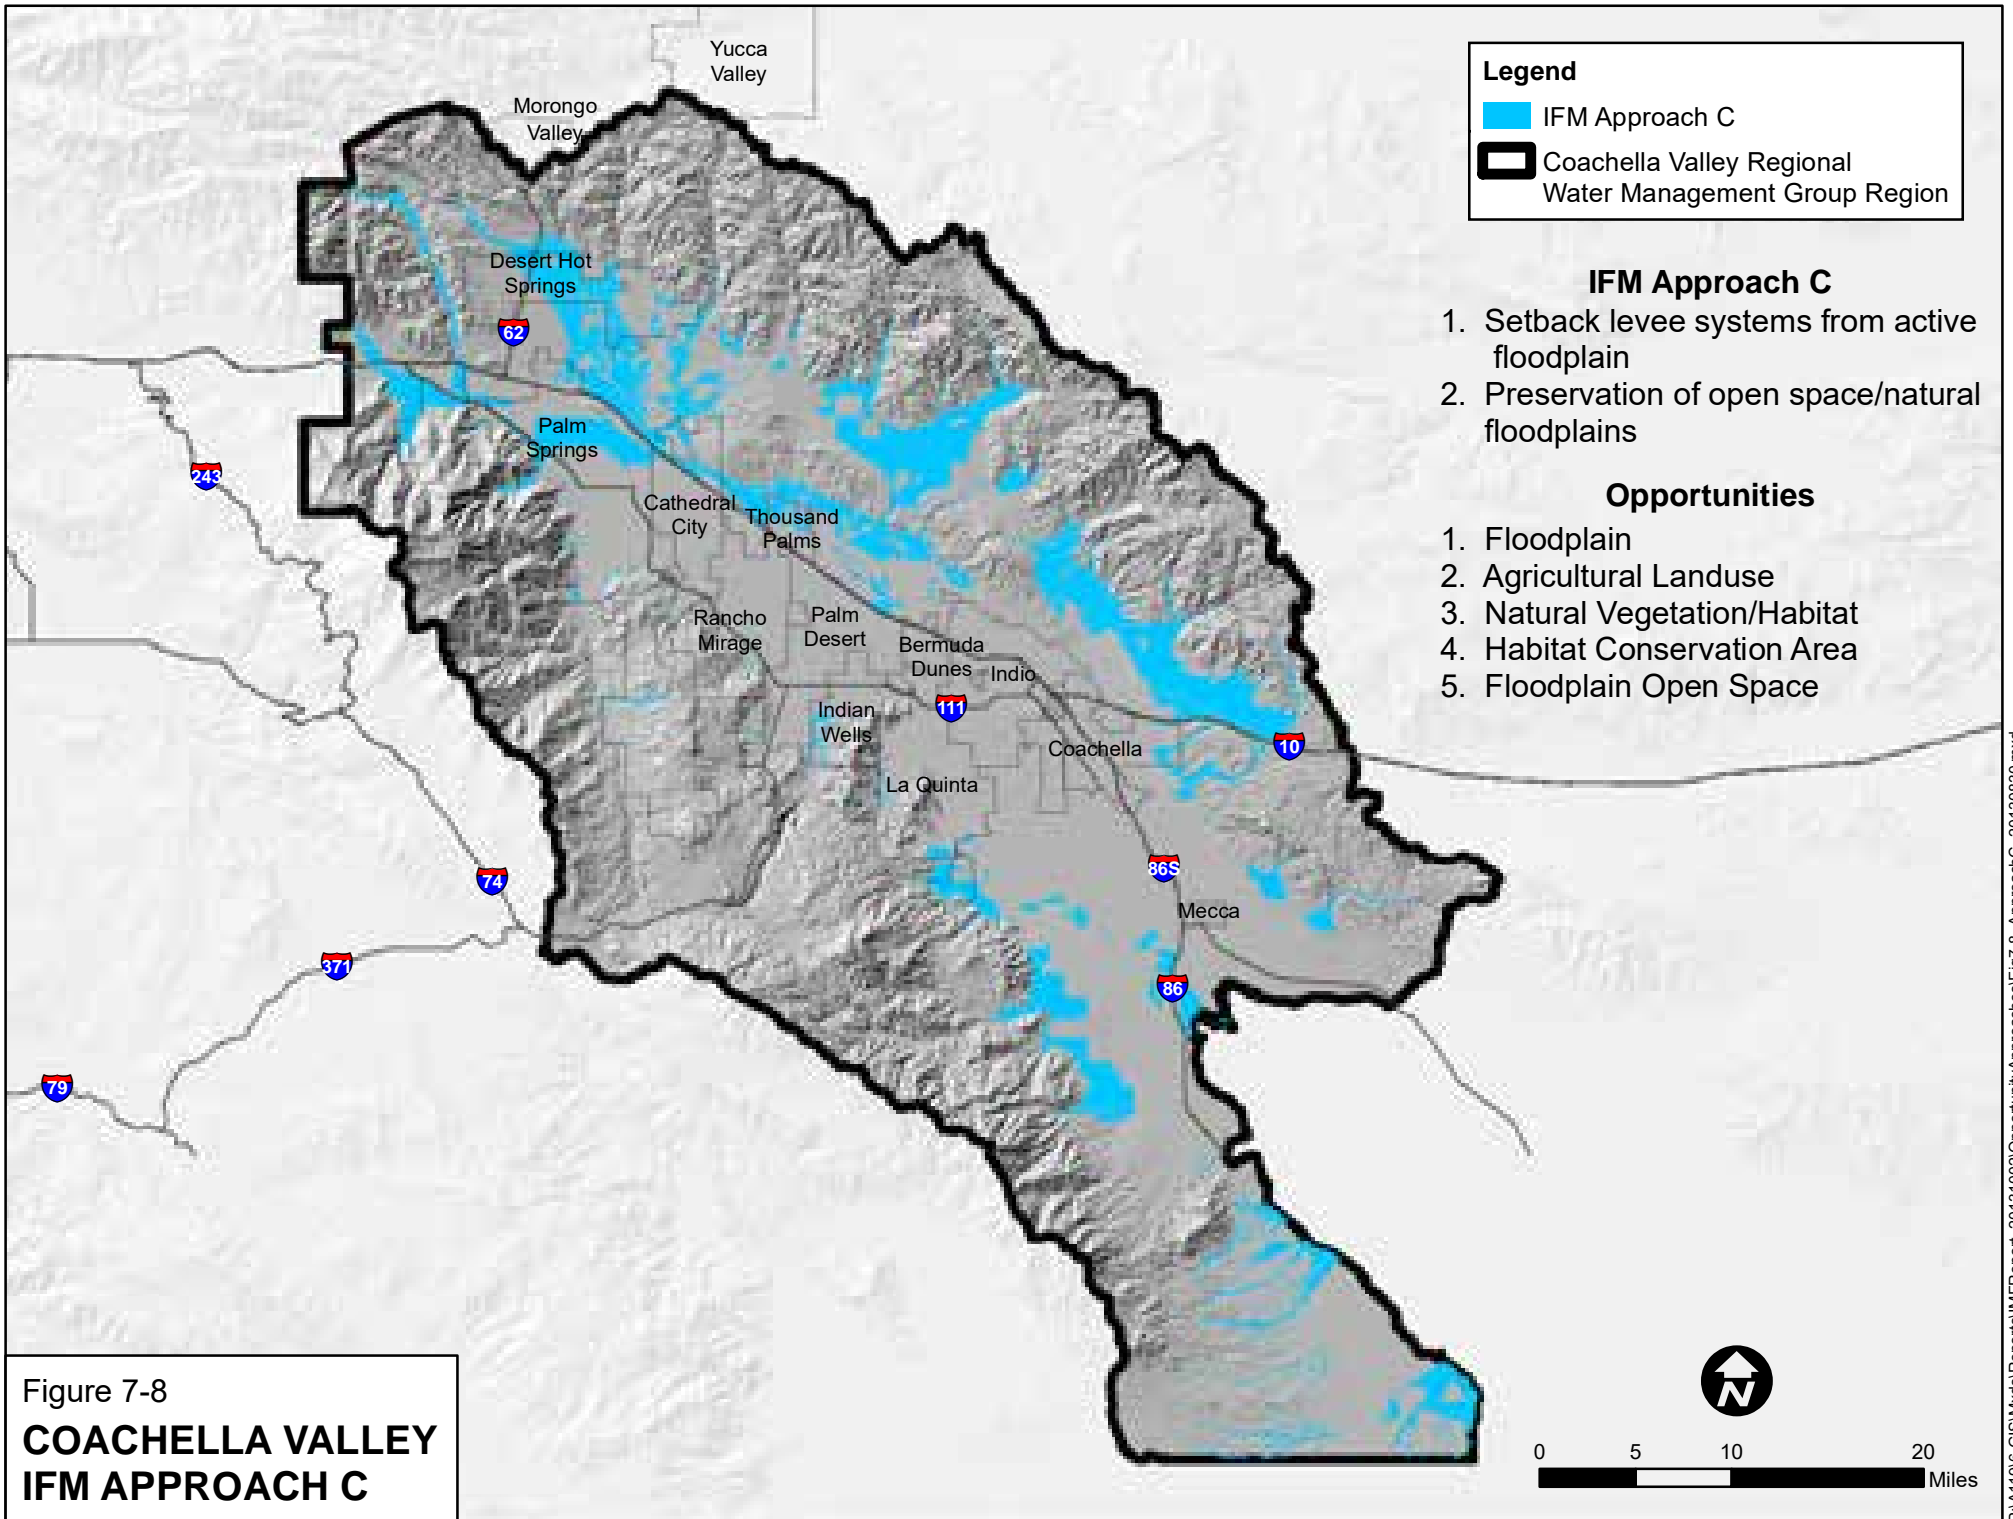 Yucca
Valley
Morongo
Valley
Desert Hot
Springs
62
Palm
Springs
243
Cathedral
City
Thousand
Palms
Rancho
Mirage
Palm
Desert
Bermuda
Dunes
Indio
Indian
Wells
111
10
Coachella
La Quinta
86S
74
Mecca
371
86
79
Legend
IFM Approach C
Coachella Valley Regional
Water Management Group Region
IFM Approach C
1. Setback levee systems from active
floodplain
2. Preservation of open space/natural
floodplains
Opportunities
1. Floodplain
2. Agricultural Landuse
3. Natural Vegetation/Habitat
4. Habitat Conservation Area
5. Floodplain Open Space
N
0 5 10 20
Miles
Figure 7-8
COACHELLA VALLEY
IFM APPROACH C